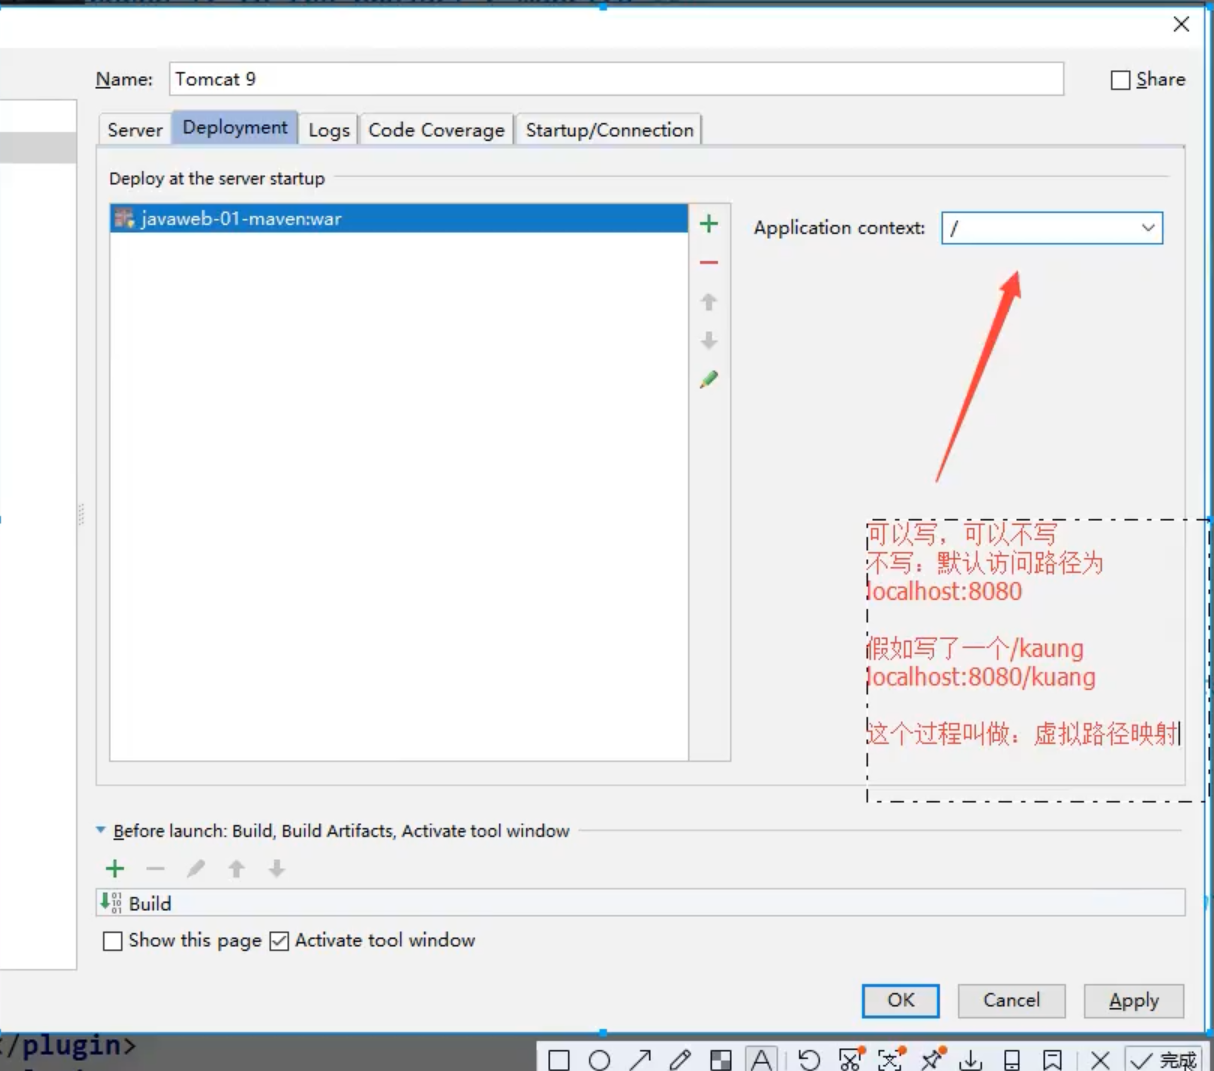 Name:
Tomcat 9
Share
Server
Deployment
Logs
Code Coverage
Startup/Connection
Deploy at the server startup
javaweb-01-maven:war
Application context:
/
可以写，可以不写
不写：默认访问路径为
localhost:8080
假如写了一个/kaung
localhost:8080/kuang
这个过程叫做：虚拟路径映射
Before launch: Build, Build Artifacts, Activate tool window
Build
Show this page
Activate tool window
OK
Cancel
Apply
</plugin>
完成